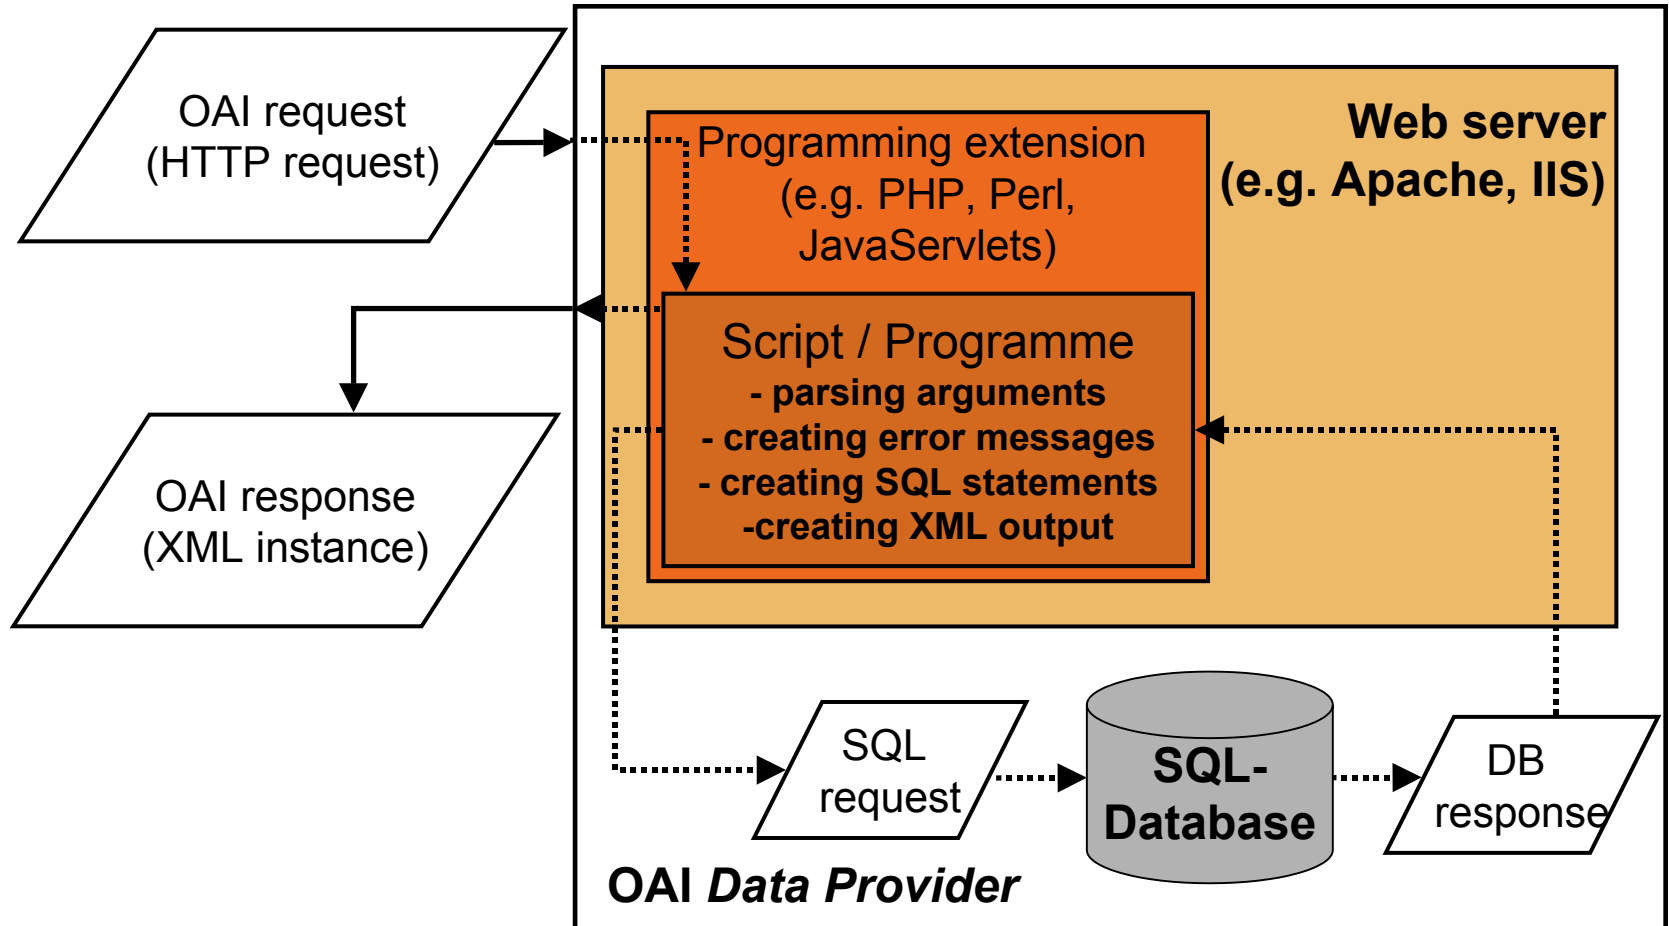 OAI request
(HTTP request)
Web server
(e.g. Apache, IIS)
Programming extension
(e.g. PHP, Perl,
JavaServlets)
Script / Programme
- parsing arguments
- creating error messages
- creating SQL statements
-creating XML output
OAI response
(XML instance)
SQL
request
SQL-
Database
DB
response
OAI Data Provider